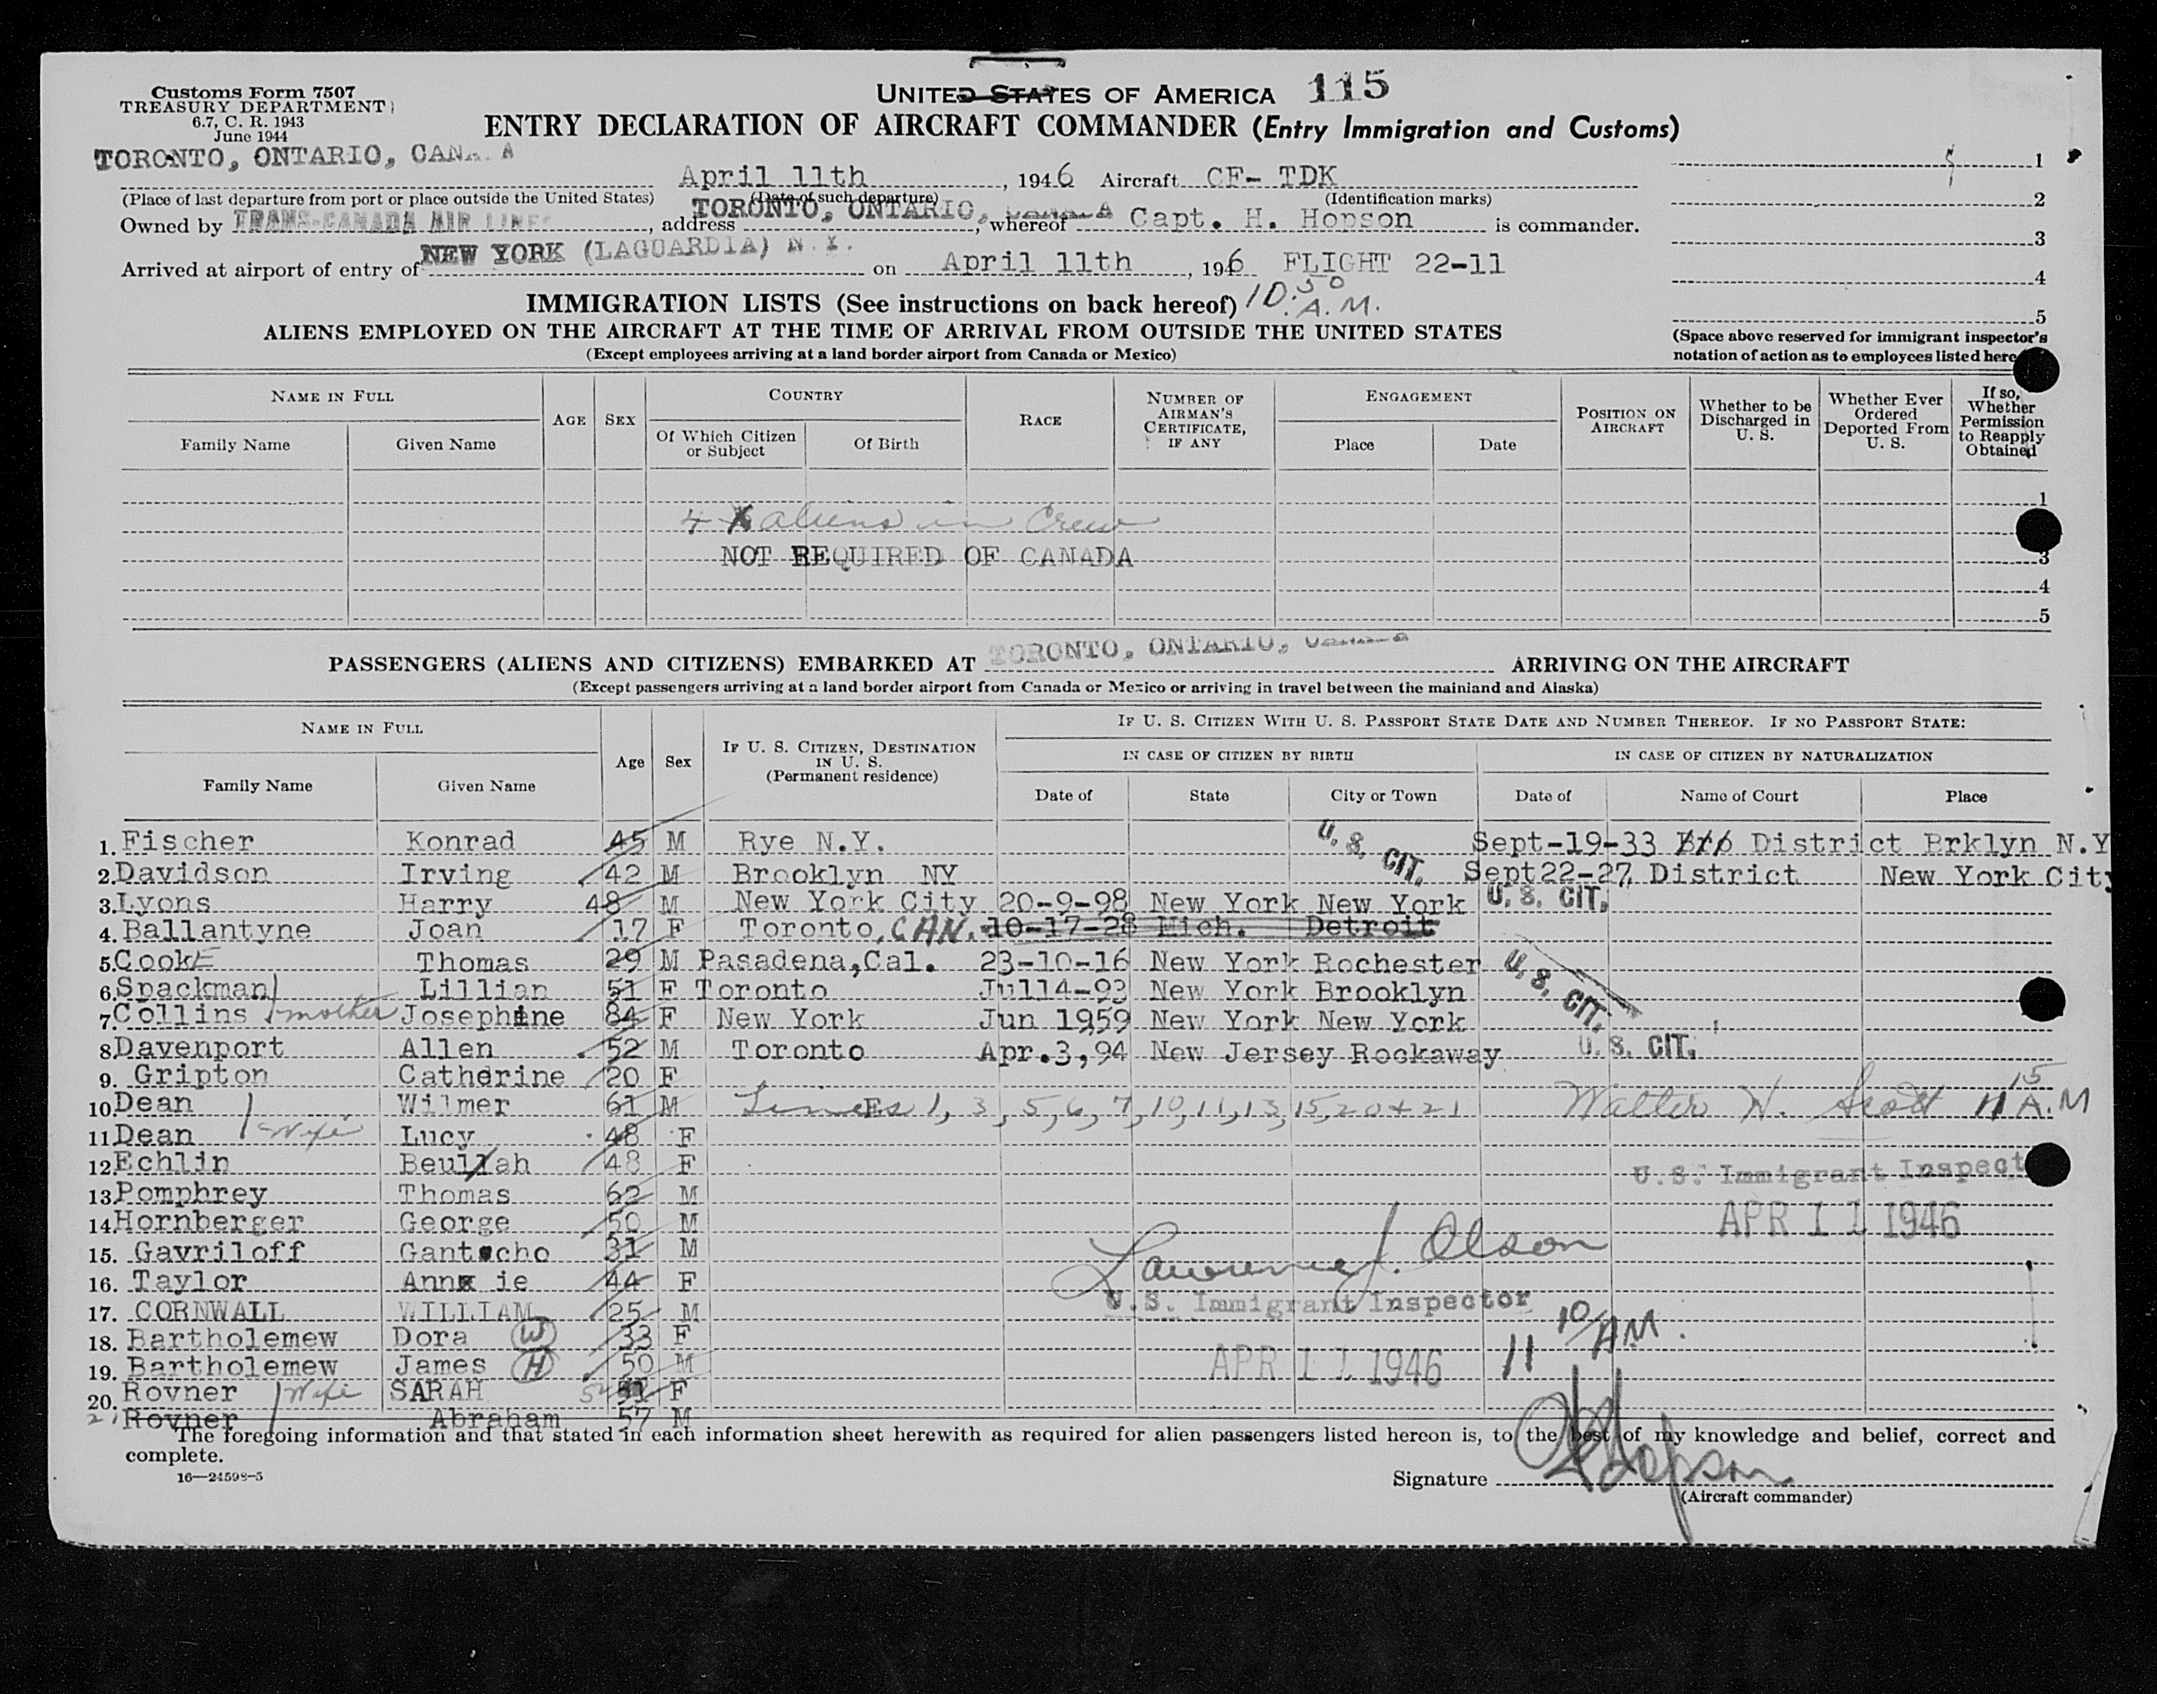 Customs Form 7507
TREASURY DEPARTMENT
6.7, C. R. 1943
June 1944
UNITED STATES OF AMERICA 115
ENTRY DECLARATION OF AIRCRAFT COMMANDER (Entry Immigration and Customs)
TORONTO, ONTARIO, CANADA April 11th, 1946 Aircraft CF- TDK
(Place of last departure from port or place outside the United States) (Date of such departure) (Identification marks)
Owned by TRANS-CANADA AIR LINES, address TORONTO, ONTARIO, CANADA, whereof Capt. H. Hopson is commander.
Arrived at airport of entry of NEW YORK (LAGUARDIA) N.Y. on April 11th, 1946 FLIGHT 22-11
1
2
3
4
5
(Space above reserved for immigrant inspector's
notation of action as to employees listed here
IMMIGRATION LISTS (See instructions on back hereof) 10.50 A.M.
ALIENS EMPLOYED ON THE AIRCRAFT AT THE TIME OF ARRIVAL FROM OUTSIDE THE UNITED STATES
(Except employees arriving at a land border airport from Canada or Mexico)
NAME IN FULL AGE SEX COUNTRY RACE NUMBER OF AIRMAN'S CERTIFICATE, IF ANY ENGAGEMENT POSITION ON AIRCRAFT Whether to be Discharged in U. S. Whether Ever Ordered Deported From U. S. If so, Whether Permission to Reapply Obtained
Family Name Given Name Of Which Citizen or Subject Of Birth Place Date
1
4 aliens in Crew
NOT REQUIRED OF CANADA 3
4
5
PASSENGERS (ALIENS AND CITIZENS) EMBARKED AT TORONTO, ONTARIO, CANADA ARRIVING ON THE AIRCRAFT
(Except passengers arriving at a land border airport from Canada or Mexico or arriving in travel between the mainland and Alaska)
NAME IN FULL Age Sex IF U. S. CITIZEN, DESTINATION IN U. S. (Permanent residence) IF U. S. CITIZEN WITH U. S. PASSPORT STATE DATE AND NUMBER THEREOF. IF NO PASSPORT STATE:
IN CASE OF CITIZEN BY BIRTH IN CASE OF CITIZEN BY NATURALIZATION
Family Name Given Name Date of State City or Town Date of Name of Court Place
1. Fischer Konrad 45 M Rye N.Y. U.S. CIT. Sept-19-33 District Brklyn N.Y
2. Davidson Irving 42 M Brooklyn NY Sept22-27 District New York City
3. Lyons Harry 48 M New York City 20-9-98 New York New York U.S. CIT.
4. Ballantyne Joan 17 F Toronto, CAN. 10-17-28 Mich. Detroit
5. CookE Thomas 29 M Pasadena,Cal. 23-10-16 New York Rochester U.S. CIT.
6. Spackman Lillian 51 F Toronto Jul14-93 New York Brooklyn
7. Collins mother Josephine 84 F New York Jun 1959 New York New York
8. Davenport Allen 52 M Toronto Apr.3,94 New Jersey Rockaway U.S. CIT.
9. Gripton Catherine 20 F
10. Dean Wilmer 61 M Lines 1, 3, 5, 6, 7, 10, 11, 13, 15, 20 + 21 Walter H. Scott 11 15 A.M
11 Dean wife Lucy 48 F
12. Echlin Beullah 48 F
U.S. Immigrant Inspect
13. Pomphrey Thomas 62 M
14. Hornberger George 50 M APR 11 1946
15. Gavriloff Gantocho 31 M Lawrence J. Olson
16. Taylor Annx ie 44 F
U.S. Immigrant Inspector
17. CORNWALL WILLIAM 25 M
18. Bartholemew Dora W 33 F 11 10/AM.
19. Bartholemew James H 50 M APR 11 1946
20. Rovner wife SARAH 51 F
21 Rovner Abraham 57 M
The foregoing information and that stated in each information sheet herewith as required for alien passengers listed hereon is, to the best of my knowledge and belief, correct and
complete.
16—24598-5
Signature H Hopson
(Aircraft commander)